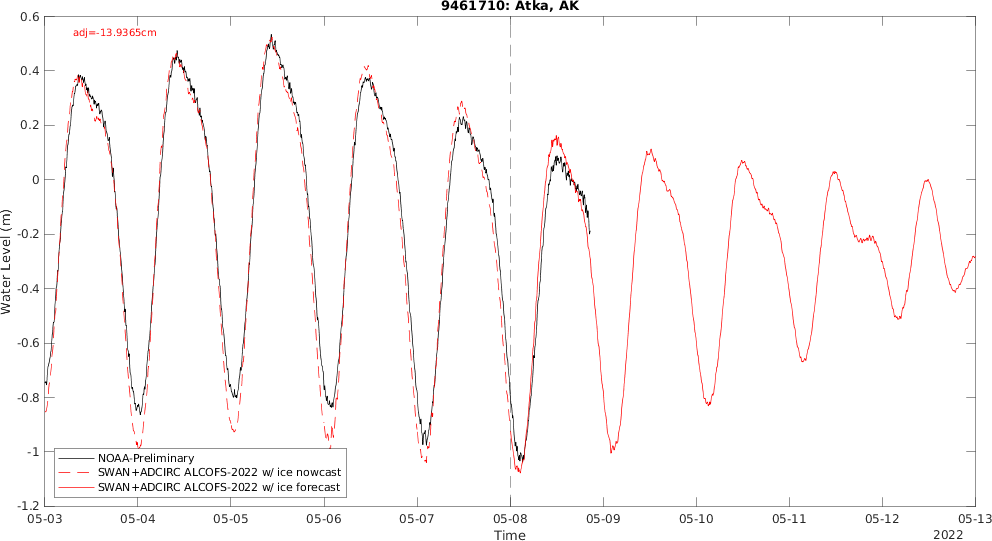 9461710: Atka, AK
adj=-13.9365cm
0.6
0.4
0.2
0
-0.2
-0.4
-0.6
-0.8
-1
-1.2
Water Level (m)
NOAA-Preliminary
SWAN+ADCIRC ALCOFS-2022 w/ ice nowcast
SWAN+ADCIRC ALCOFS-2022 w/ ice forecast
05-03 05-04 05-05 05-06 05-07 05-08 05-09 05-10 05-11 05-12 05-13
Time
2022